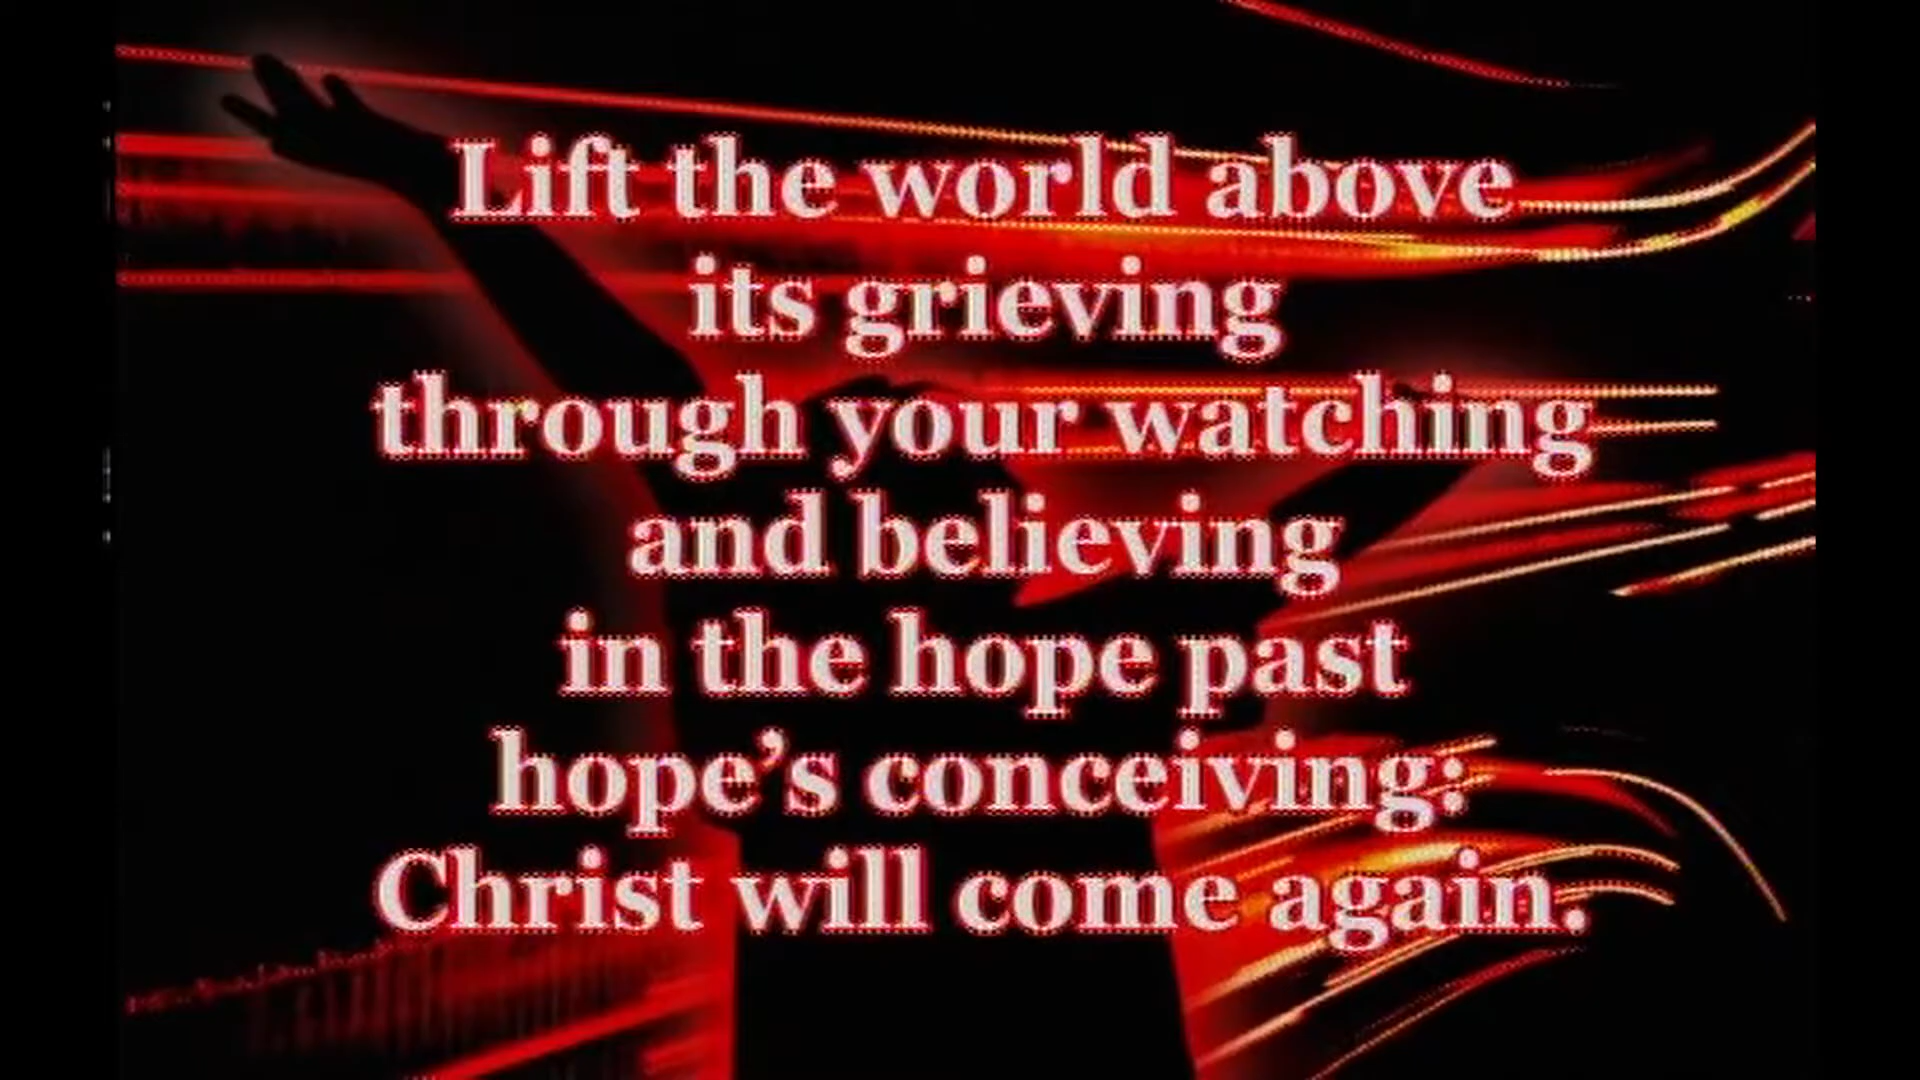 Lift the world above
its grieving
through your watching
and believing
in the hope past
hope’s conceiving:
Christ will come again.